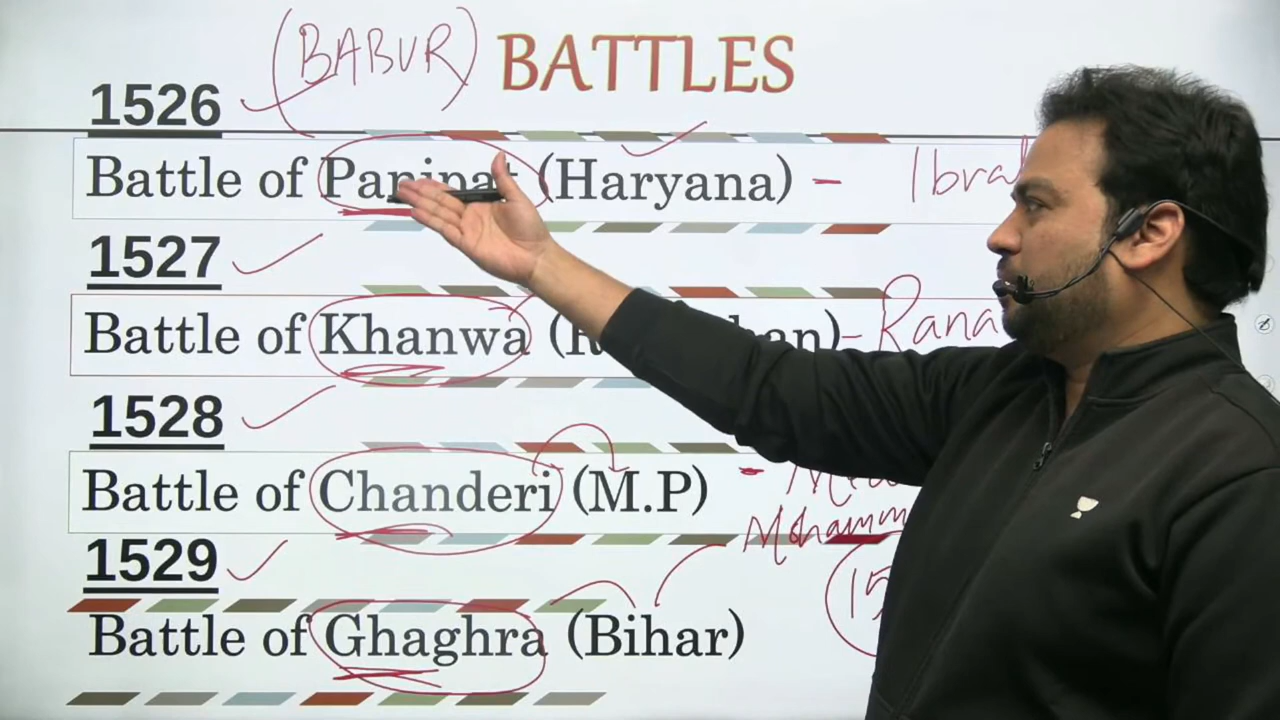 (BABUR) BATTLES
1526
Battle of Panipat (Haryana) -
1527
Battle of Khanwa - Rana
1528
Battle of Chanderi (M.P) -
1529
Battle of Ghaghra (Bihar)